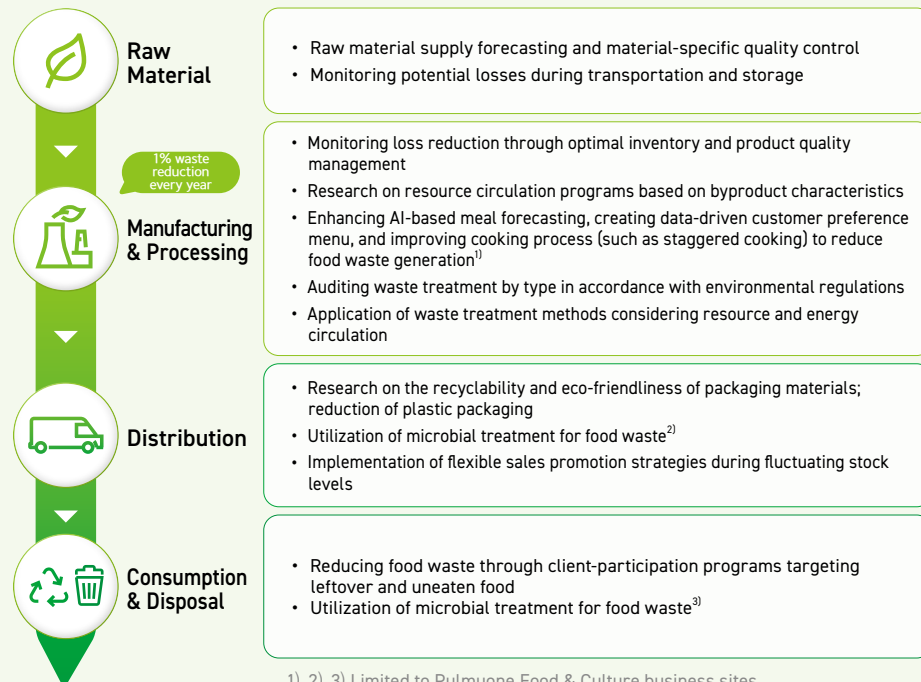 Raw
Material
• Raw material supply forecasting and material-specific quality control
• Monitoring potential losses during transportation and storage
1% waste
reduction
every year
Manufacturing
& Processing
• Monitoring loss reduction through optimal inventory and product quality
management
• Research on resource circulation programs based on byproduct characteristics
• Enhancing AI-based meal forecasting, creating data-driven customer preference
menu, and improving cooking process (such as staggered cooking) to reduce
food waste generation1)
• Auditing waste treatment by type in accordance with environmental regulations
• Application of waste treatment methods considering resource and energy
circulation
Distribution
• Research on the recyclability and eco-friendliness of packaging materials;
reduction of plastic packaging
• Utilization of microbial treatment for food waste2)
• Implementation of flexible sales promotion strategies during fluctuating stock
levels
Consumption
& Disposal
• Reducing food waste through client-participation programs targeting
leftover and uneaten food
• Utilization of microbial treatment for food waste3)
1), 2), 3) Limited to Pulmuone Food & Culture business sites